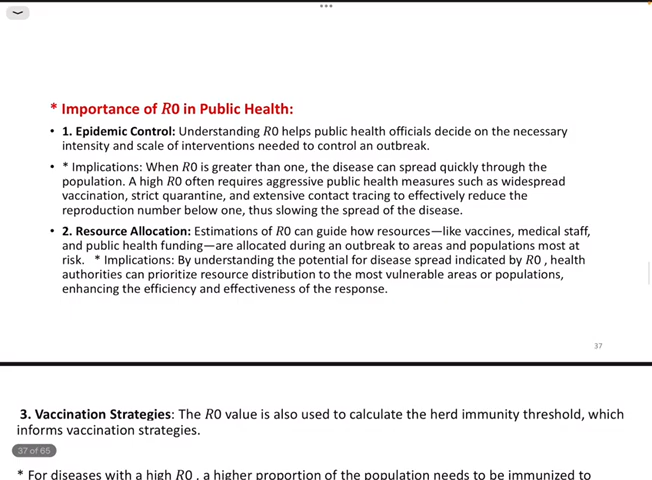 * Importance of R0 in Public Health:
• 1. Epidemic Control: Understanding R0 helps public health officials decide on the necessary
intensity and scale of interventions needed to control an outbreak.
• * Implications: When R0 is greater than one, the disease can spread quickly through the
population. A high R0 often requires aggressive public health measures such as widespread
vaccination, strict quarantine, and extensive contact tracing to effectively reduce the
reproduction number below one, thus slowing the spread of the disease.
• 2. Resource Allocation: Estimations of R0 can guide how resources—like vaccines, medical staff,
and public health funding—are allocated during an outbreak to areas and populations most at
risk. * Implications: By understanding the potential for disease spread indicated by R0 , health
authorities can prioritize resource distribution to the most vulnerable areas or populations,
enhancing the efficiency and effectiveness of the response.
37
3. Vaccination Strategies: The R0 value is also used to calculate the herd immunity threshold, which
informs vaccination strategies.
37 of 65
* For diseases with a high R0 , a higher proportion of the population needs to be immunized to